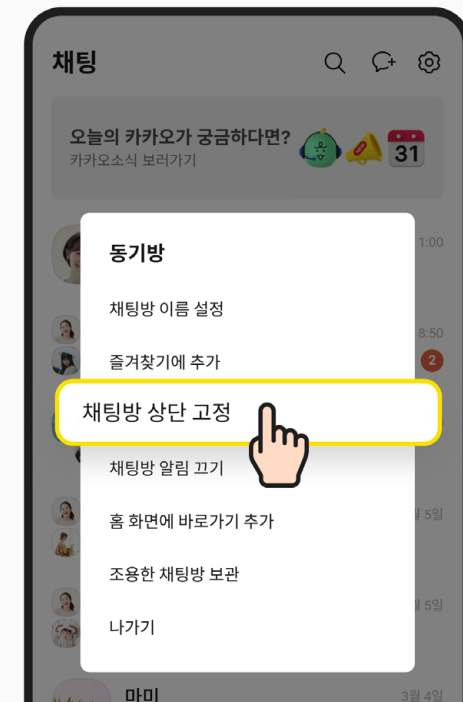 채팅
오늘의 카카오가 궁금하다면?
카카오소식 보러가기
31
1:00
동기방
채팅방 이름 설정
8:50
즐겨찾기에 추가
2
채팅방 상단 고정
채팅방 알림 끄기
홈 화면에 바로가기 추가
5일
조용한 채팅방 보관
5일
나가기
마미
3월 4일